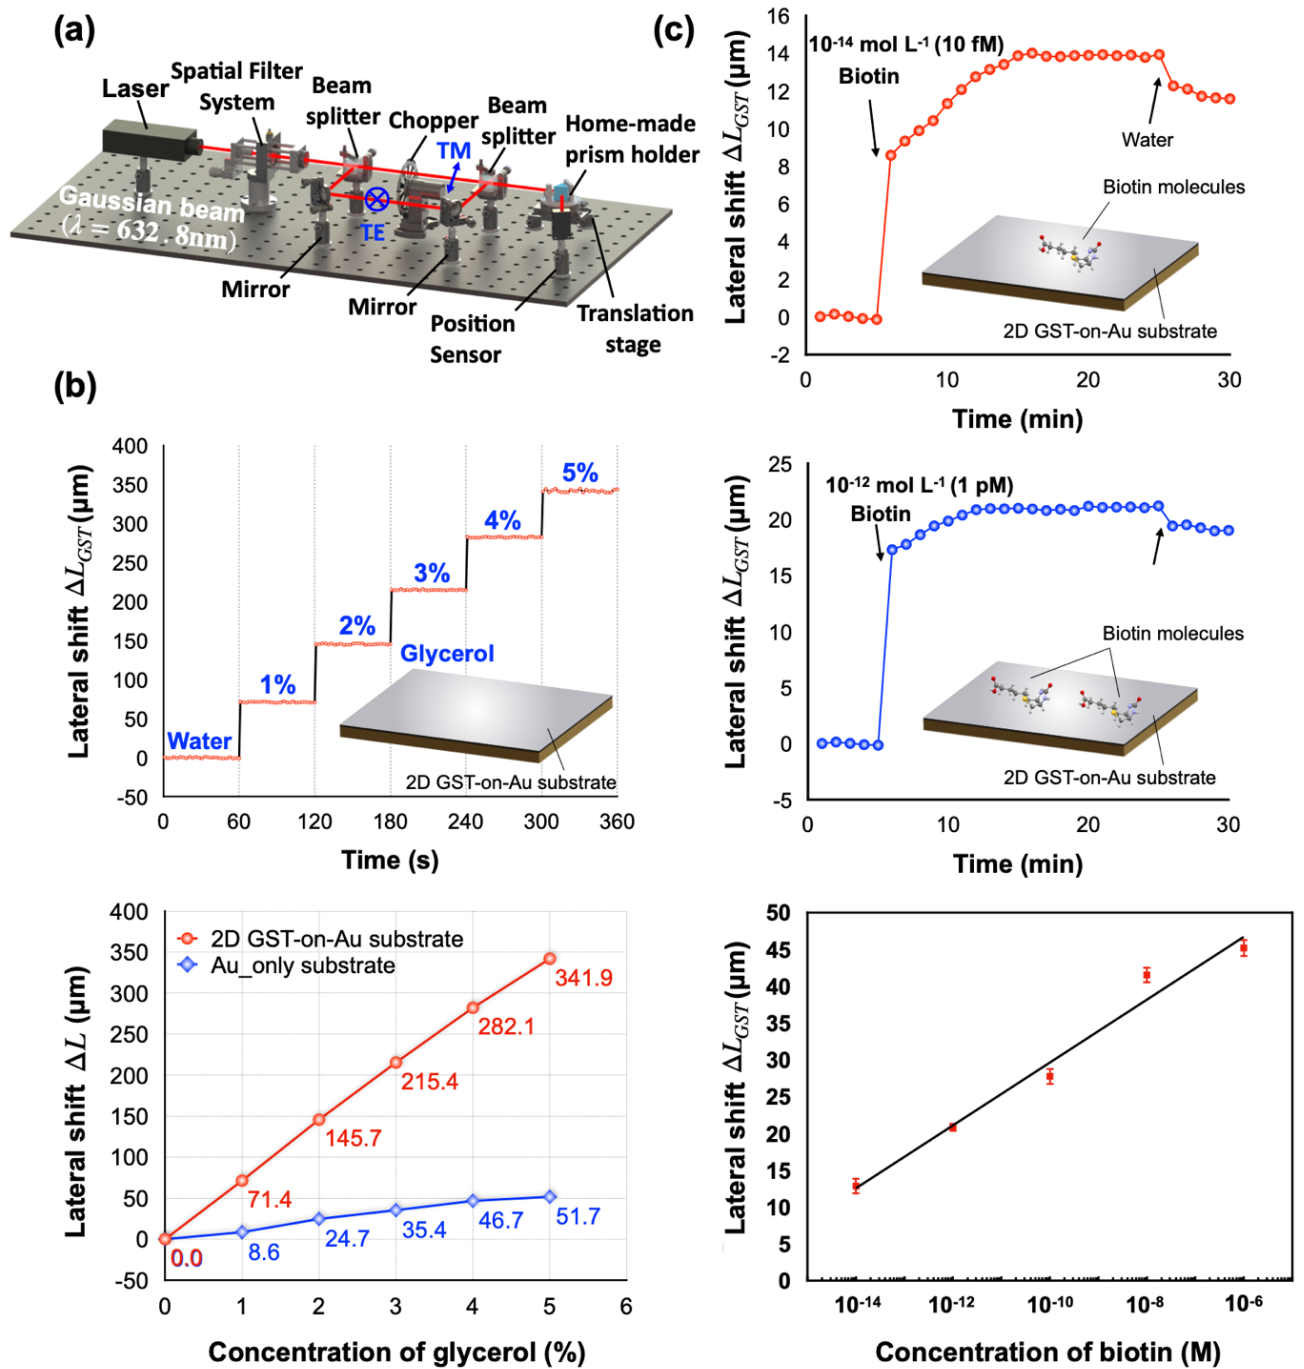 (a)
Laser
Spatial Filter
System
Beam
splitter
Chopper
TM
Beam
splitter
Home-made
prism holder
Gaussian beam
(λ = 632.8nm)
TE
Mirror
Mirror
Position
Sensor
Translation
stage
(b)
Lateral shift ΔL_GST (μm)
400
350
300
250
200
150
100
50
0
-50
Water
1%
2%
3%
4%
5%
Glycerol
2D GST-on-Au substrate
0 60 120 180 240 300 360
Time (s)
Lateral shift ΔL (μm)
400
350
300
250
200
150
100
50
0
-50
2D GST-on-Au substrate
Au_only substrate
341.9
282.1
215.4
145.7
71.4
0.0
8.6
24.7
35.4
46.7
51.7
0 1 2 3 4 5 6
Concentration of glycerol (%)
(c)
Lateral shift ΔL_GST (μm)
16
14
12
10
8
6
4
2
0
-2
10⁻¹⁴ mol L⁻¹ (10 fM)
Biotin
Water
Biotin molecules
2D GST-on-Au substrate
0 10 20 30
Time (min)
Lateral shift ΔL_GST (μm)
25
20
15
10
5
0
-5
10⁻¹² mol L⁻¹ (1 pM)
Biotin
Biotin molecules
2D GST-on-Au substrate
0 10 20 30
Time (min)
Lateral shift ΔL_GST (μm)
50
45
40
35
30
25
20
15
10
5
0
10⁻¹⁴ 10⁻¹² 10⁻¹⁰ 10⁻⁸ 10⁻⁶
Concentration of biotin (M)